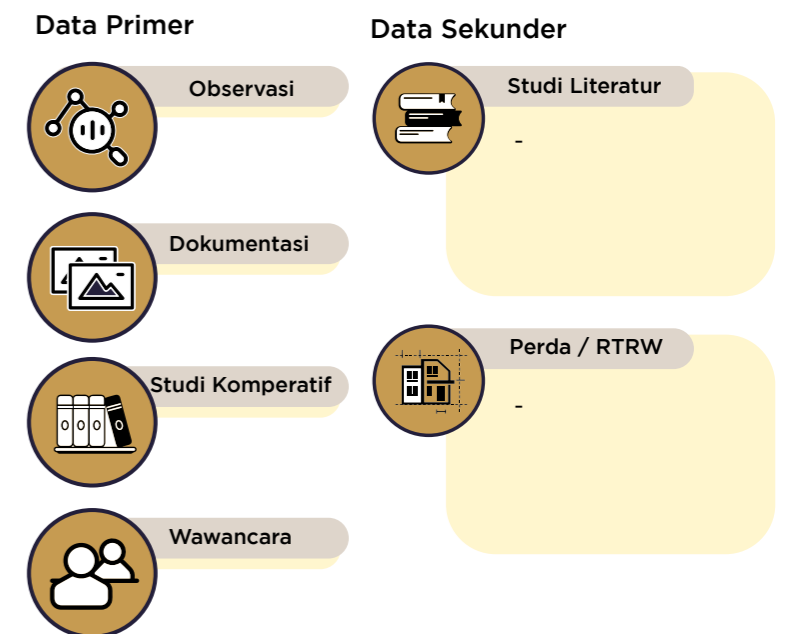 Data Primer
Observasi
Dokumentasi
Studi Komperatif
Wawancara
Data Sekunder
Studi Literatur
-
Perda / RTRW
-